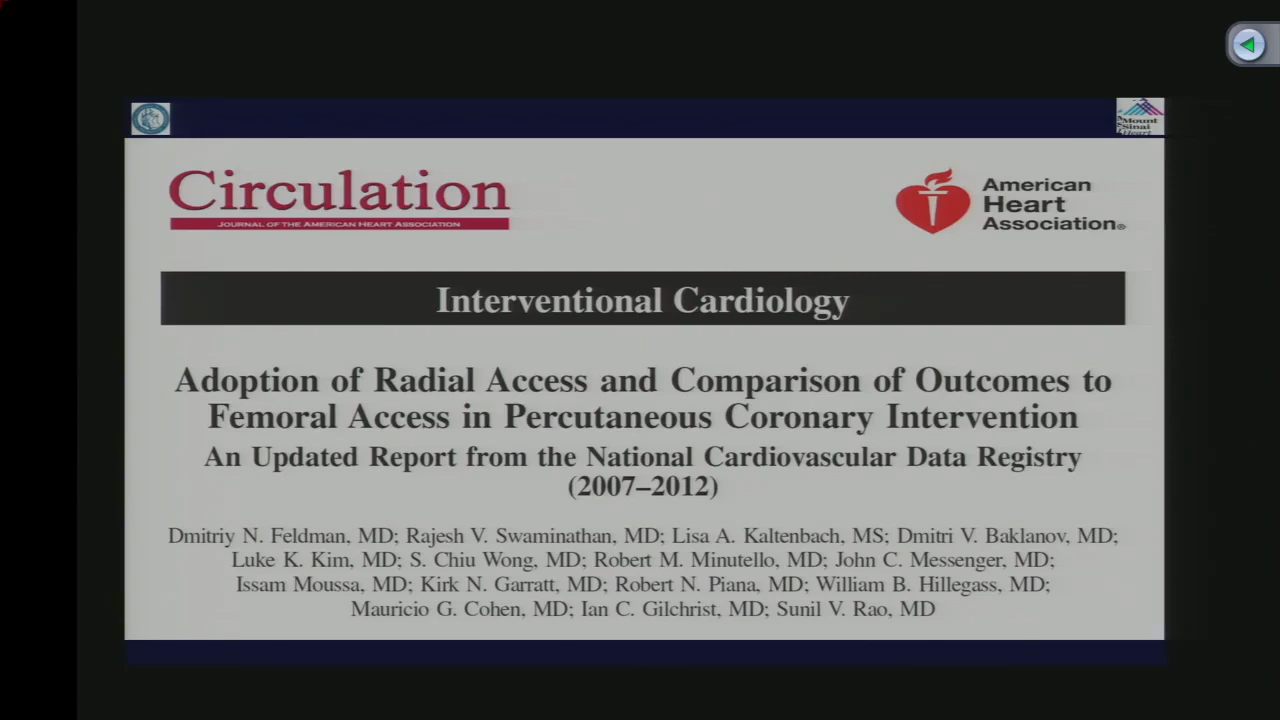 Mount
Sinai
Heart
Circulation
JOURNAL OF THE AMERICAN HEART ASSOCIATION
American
Heart
Association®
Interventional Cardiology
Adoption of Radial Access and Comparison of Outcomes to
Femoral Access in Percutaneous Coronary Intervention
An Updated Report from the National Cardiovascular Data Registry
(2007–2012)
Dmitriy N. Feldman, MD; Rajesh V. Swaminathan, MD; Lisa A. Kaltenbach, MS; Dmitri V. Baklanov, MD;
Luke K. Kim, MD; S. Chiu Wong, MD; Robert M. Minutello, MD; John C. Messenger, MD;
Issam Moussa, MD; Kirk N. Garratt, MD; Robert N. Piana, MD; William B. Hillegass, MD;
Mauricio G. Cohen, MD; Ian C. Gilchrist, MD; Sunil V. Rao, MD